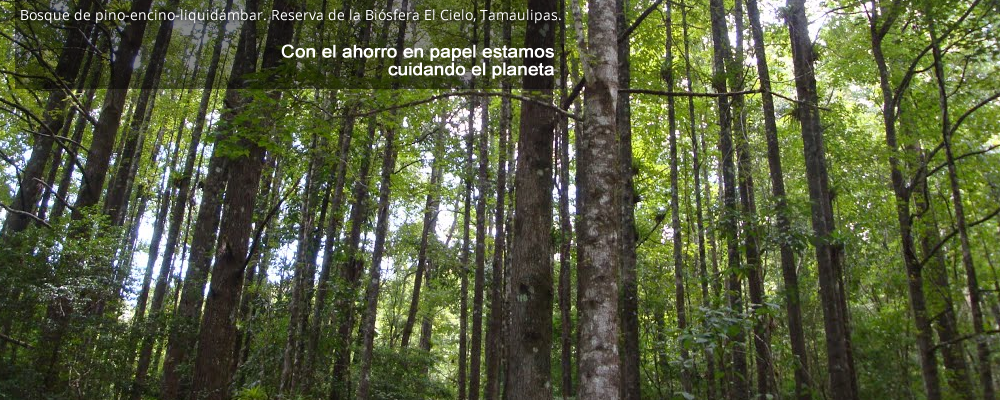 Bosque de pino-encino-liquidámbar. Reserva de la Biósfera El Cielo, Tamaulipas.
Con el ahorro en papel estamos
cuidando el planeta